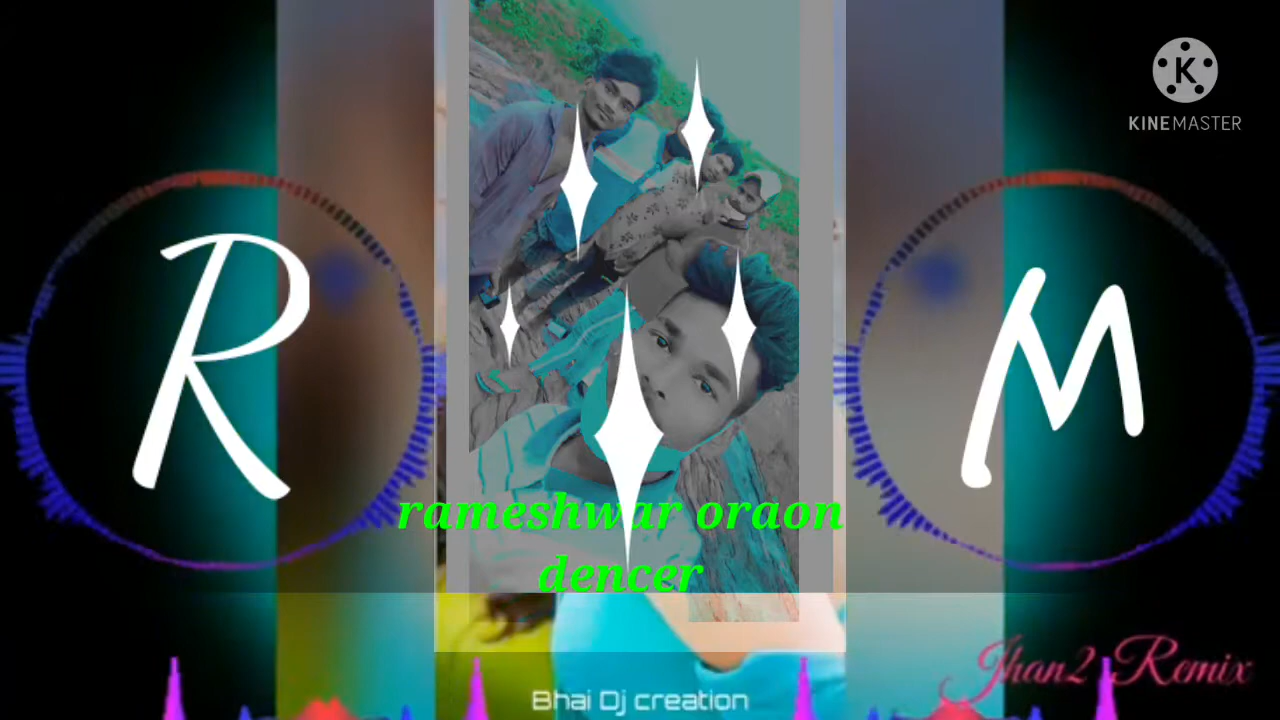 K
KINEMASTER
R
M
rameshwar oraon
dencer
Jhan2 Remix
Bhai Dj creation